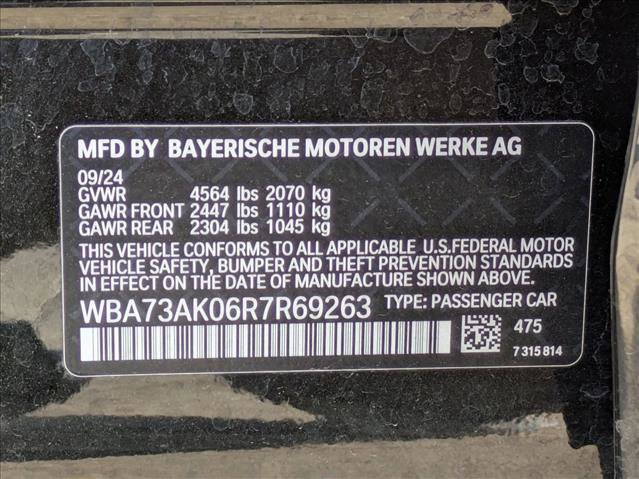 MFD BY BAYERISCHE MOTOREN WERKE AG
09/24
GVWR 4564 lbs 2070 kg
GAWR FRONT 2447 lbs 1110 kg
GAWR REAR 2304 lbs 1045 kg
THIS VEHICLE CONFORMS TO ALL APPLICABLE U.S.FEDERAL MOTOR
VEHICLE SAFETY, BUMPER AND THEFT PREVENTION STANDARDS
IN EFFECT ON THE DATE OF MANUFACTURE SHOWN ABOVE.
WBA73AK06R7R69263 TYPE: PASSENGER CAR
475
7 315 814